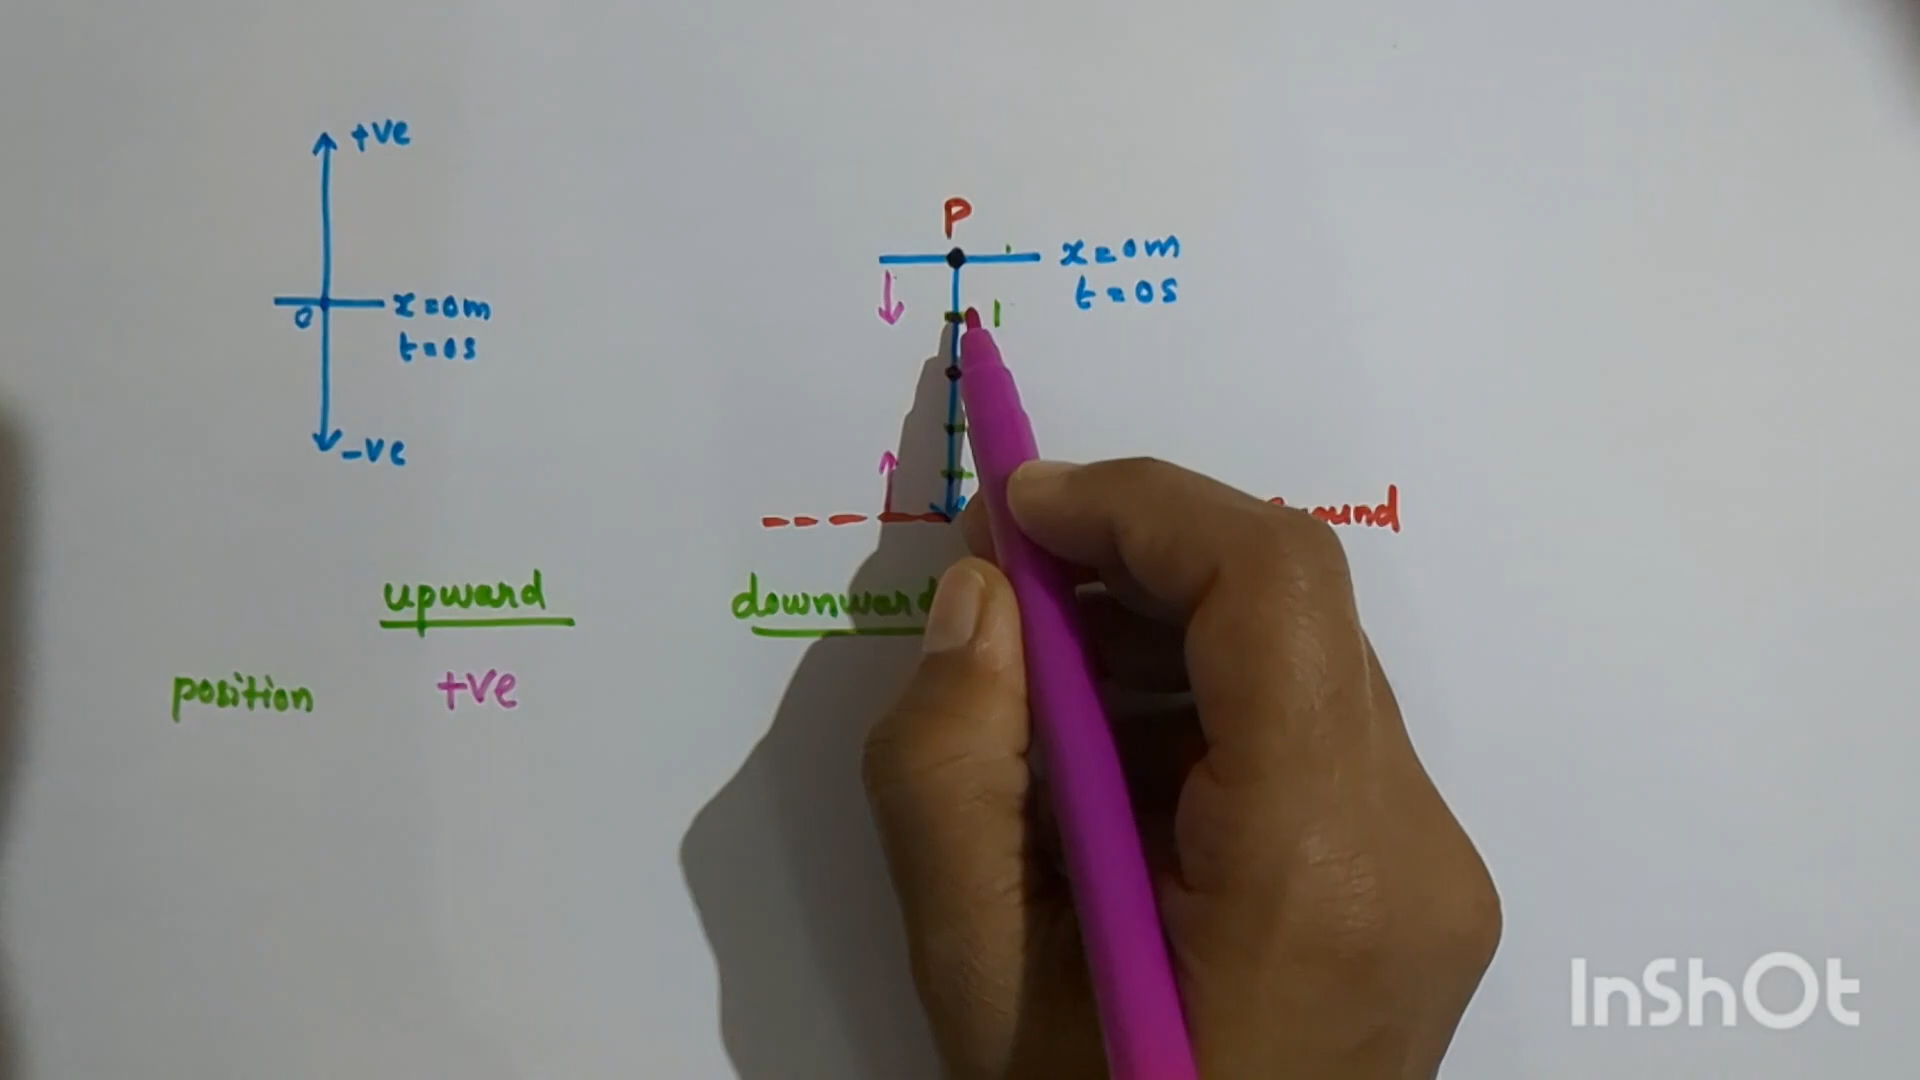 +ve
P
x=0m
t=0s
x=0m
t=0s
0
1
-ve
upward
downward
position
+ve
InShOt